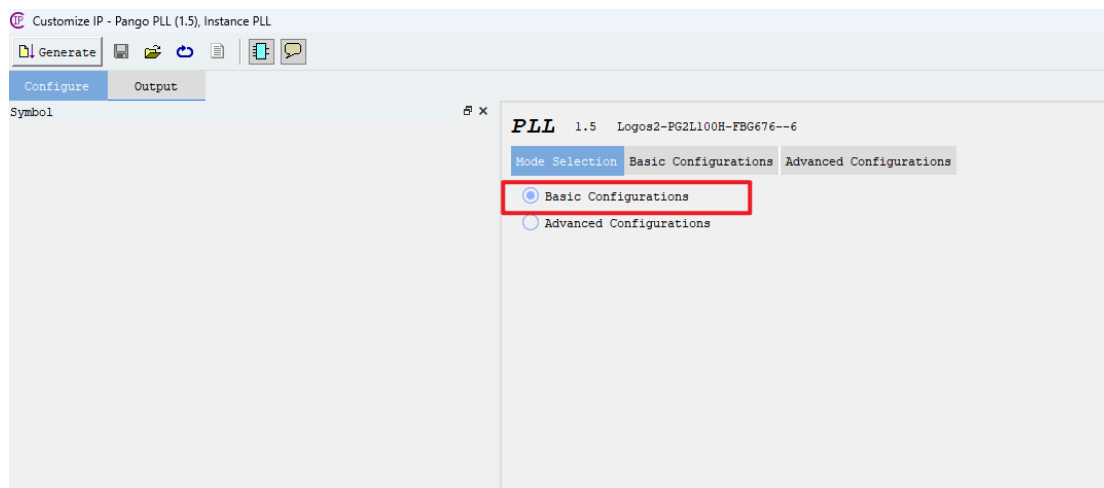 Customize IP - Pango PLL (1.5), Instance PLL
Generate
Configure Output
Symbol
PLL 1.5 Logos2-PG2L100H-FBG676--6
Mode Selection Basic Configurations Advanced Configurations
Basic Configurations
Advanced Configurations